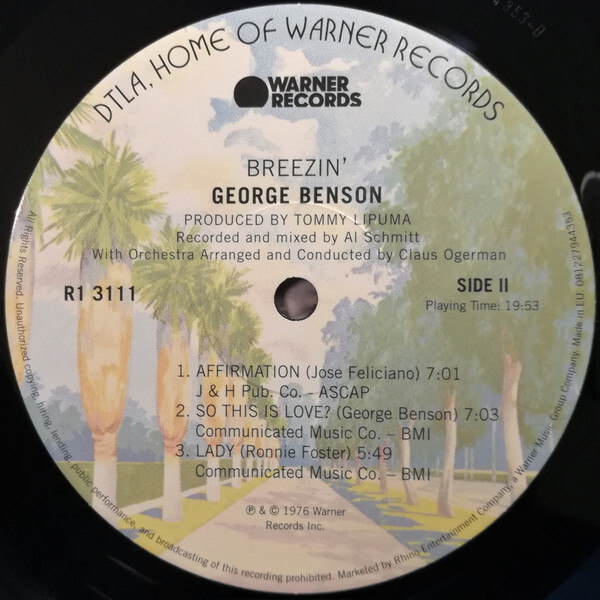 DTLA, HOME OF WARNER RECORDS
WARNER
RECORDS
BREEZIN'
GEORGE BENSON
PRODUCED BY TOMMY LIPUMA
Recorded and mixed by Al Schmitt
With Orchestra Arranged and Conducted by Claus Ogerman
R1 3111
SIDE II
Playing Time: 19:53
1. AFFIRMATION (Jose Feliciano) 7:01
J & H Pub. Co. – ASCAP
2. SO THIS IS LOVE? (George Benson) 7:03
Communicated Music Co. – BMI
3. LADY (Ronnie Foster) 5:49
Communicated Music Co. – BMI
℗ & © 1976 Warner
Records Inc.
All Rights Reserved. Unauthorized copying, hiring, lending, public performance, and broadcasting of this recording prohibited. Marketed by Rhino Entertainment Company, a Warner Music Group Company. Made in EU. 081227944353